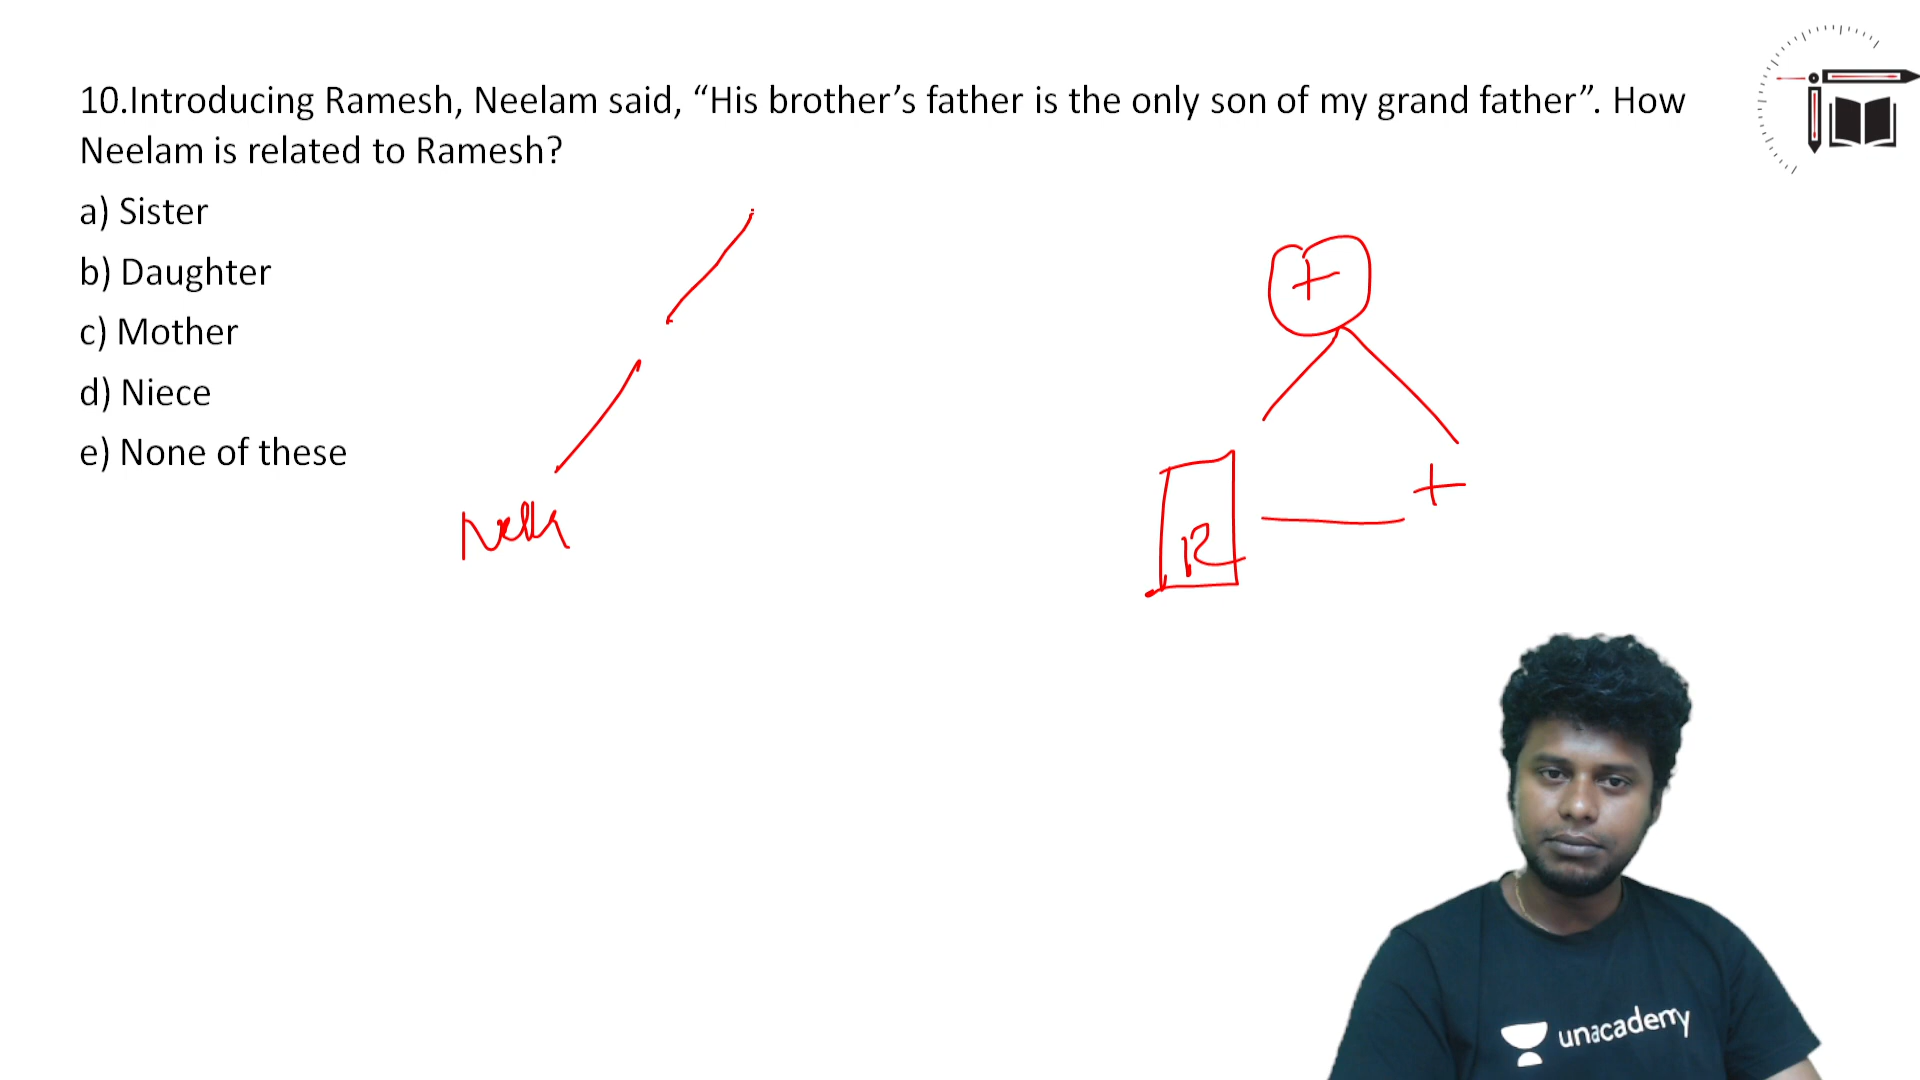 10.Introducing Ramesh, Neelam said, “His brother’s father is the only son of my grand father”. How
Neelam is related to Ramesh?
a) Sister
b) Daughter
c) Mother
d) Niece
e) None of these
+
+
R
unacademy